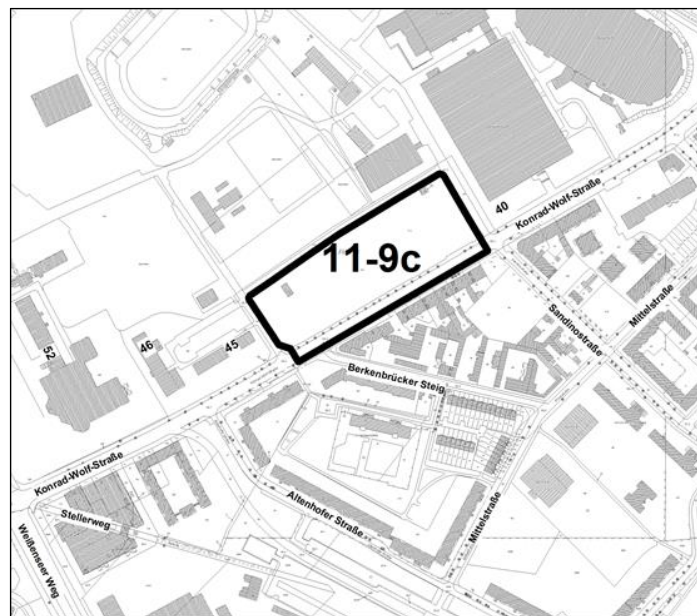 40
Konrad-Wolf-Straße
11-9c
Mittelstraße
Sandinostraße
52
46
45
Berkenbrücker Steig
Konrad-Wolf-Straße
Altenhofer Straße
Mittelstraße
Stellerweg
Weißenseer Weg